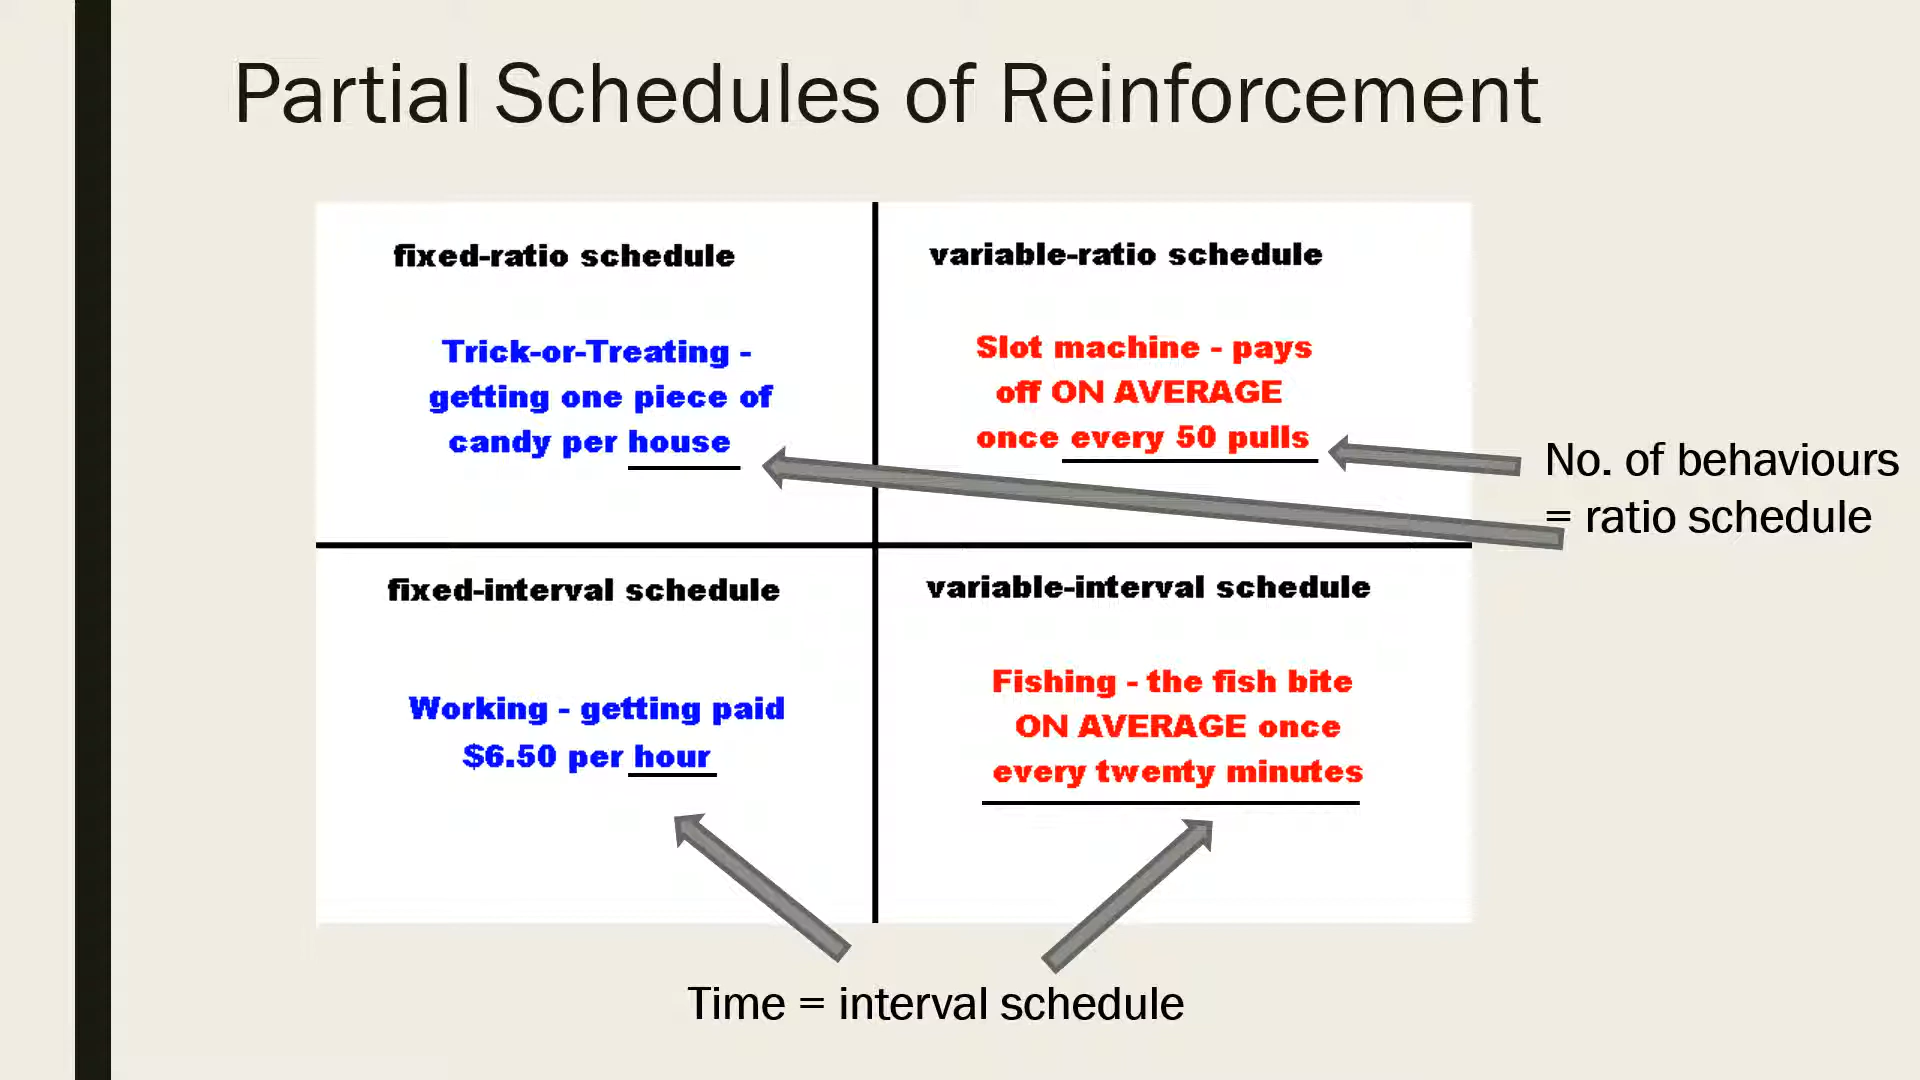 Partial Schedules of Reinforcement
fixed-ratio schedule
Trick-or-Treating -
getting one piece of
candy per house
variable-ratio schedule
Slot machine - pays
off ON AVERAGE
once every 50 pulls
No. of behaviours
= ratio schedule
fixed-interval schedule
Working - getting paid
$6.50 per hour
variable-interval schedule
Fishing - the fish bite
ON AVERAGE once
every twenty minutes
Time = interval schedule